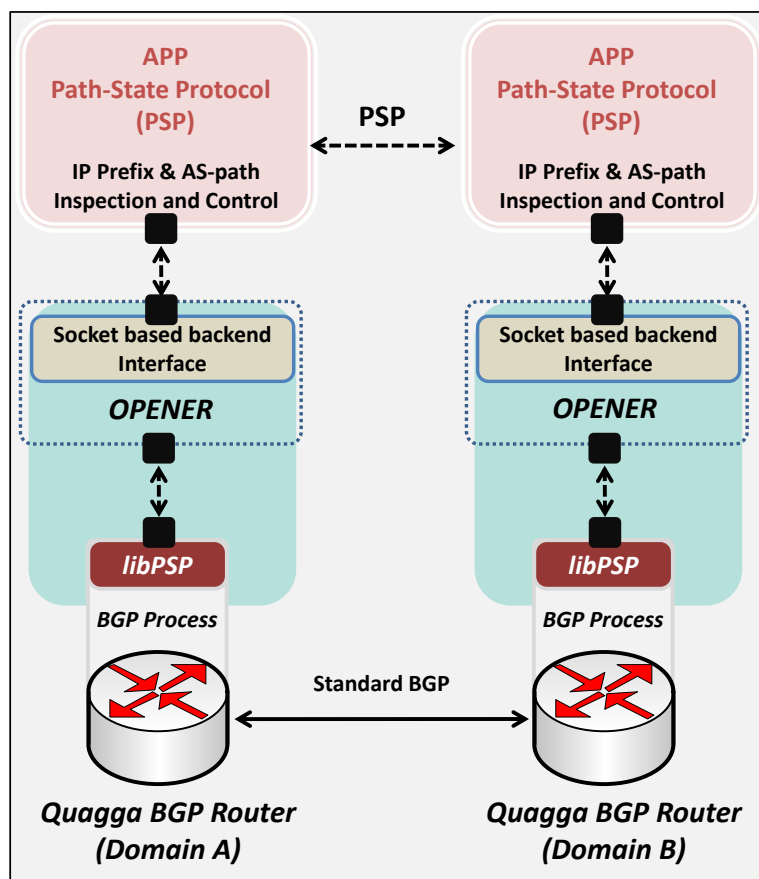 APP
Path-State Protocol
(PSP)
IP Prefix & AS-path
Inspection and Control
PSP
APP
Path-State Protocol
(PSP)
IP Prefix & AS-path
Inspection and Control
Socket based backend
Interface
OPENER
Socket based backend
Interface
OPENER
libPSP
BGP Process
libPSP
BGP Process
Standard BGP
Quagga BGP Router
(Domain A)
Quagga BGP Router
(Domain B)